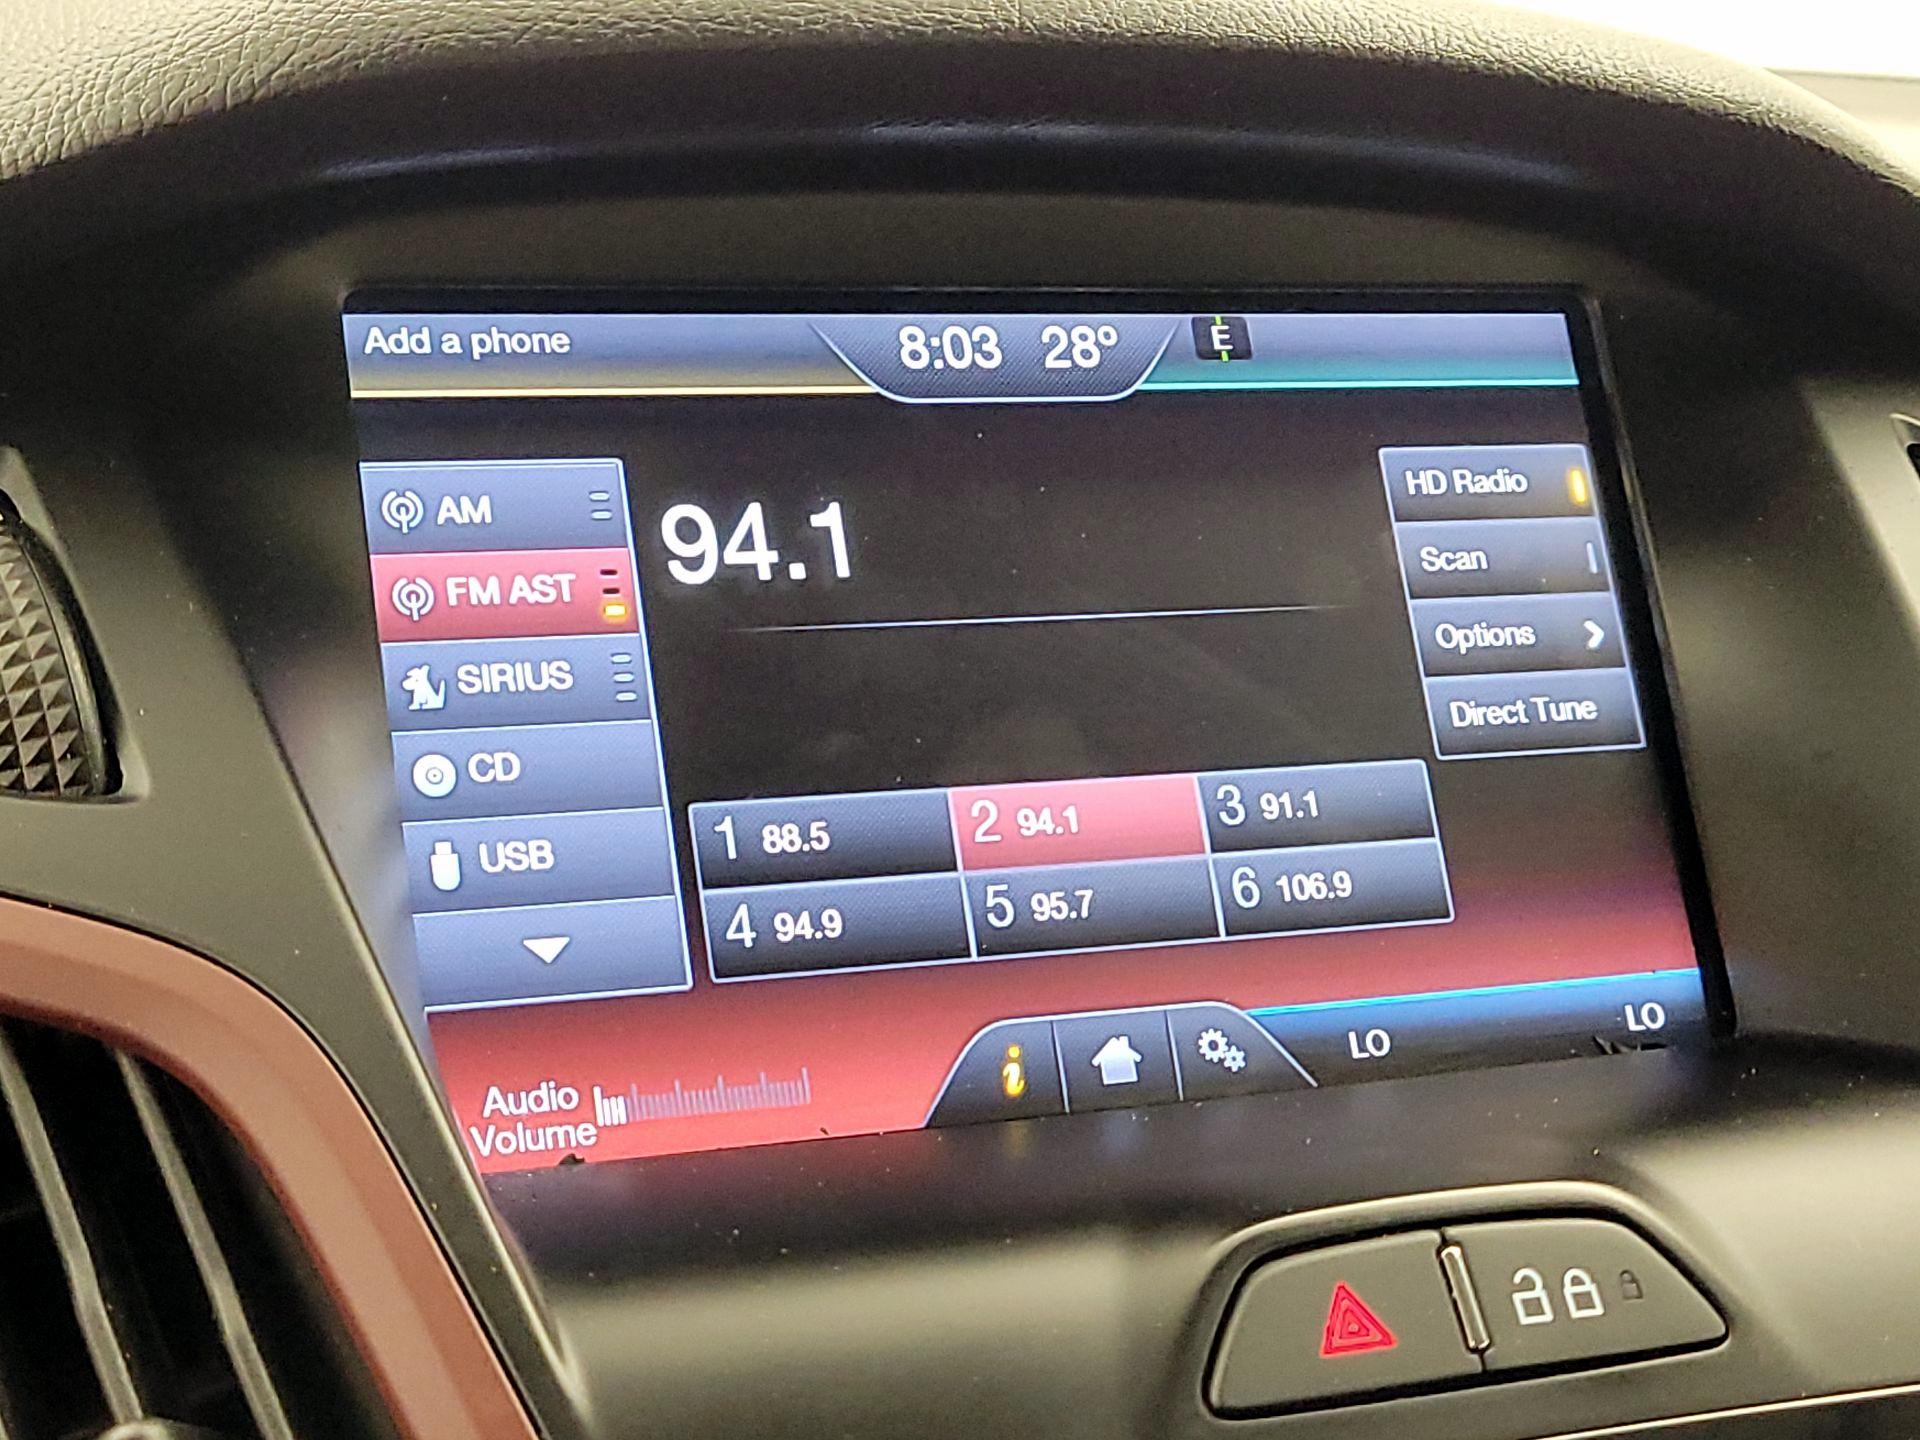 Add a phone
8:03 28°
E
AM
FM AST
SIRIUS
CD
USB
94.1
HD Radio
Scan
Options
Direct Tune
1 88.5
2 94.1
3 91.1
4 94.9
5 95.7
6 106.9
Audio
Volume
i
LO
LO